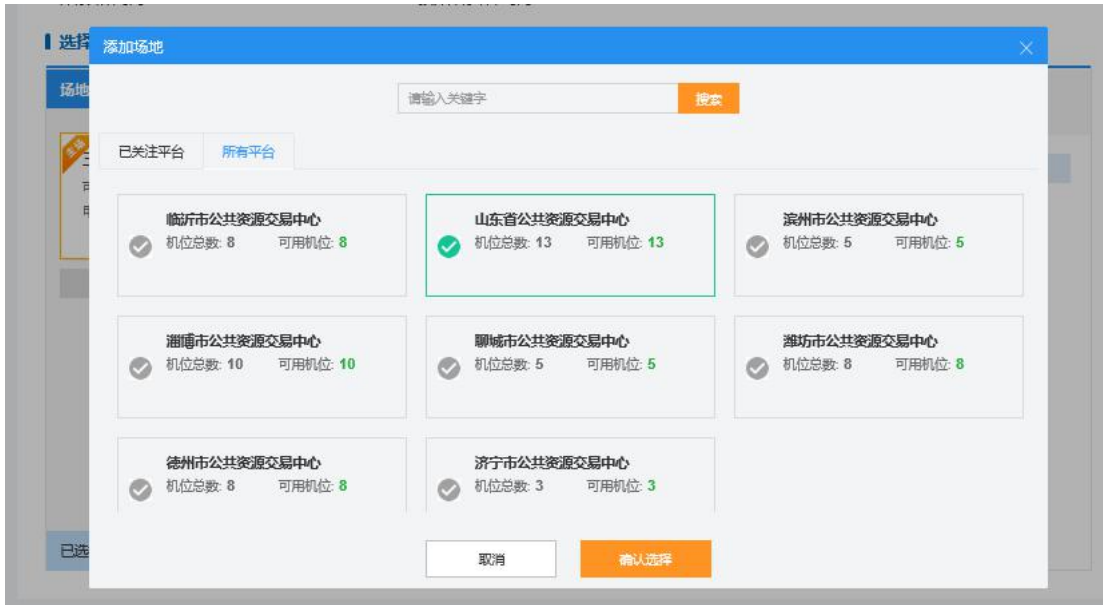 选择
添加场地
场地
请输入关键字
搜索
已关注平台
所有平台
临沂市公共资源交易中心
机位总数: 8 可用机位: 8
山东省公共资源交易中心
机位总数: 13 可用机位: 13
滨州市公共资源交易中心
机位总数: 5 可用机位: 5
淄博市公共资源交易中心
机位总数: 10 可用机位: 10
聊城市公共资源交易中心
机位总数: 5 可用机位: 5
潍坊市公共资源交易中心
机位总数: 8 可用机位: 8
德州市公共资源交易中心
机位总数: 8 可用机位: 8
济宁市公共资源交易中心
机位总数: 3 可用机位: 3
已选
取消
确认选择